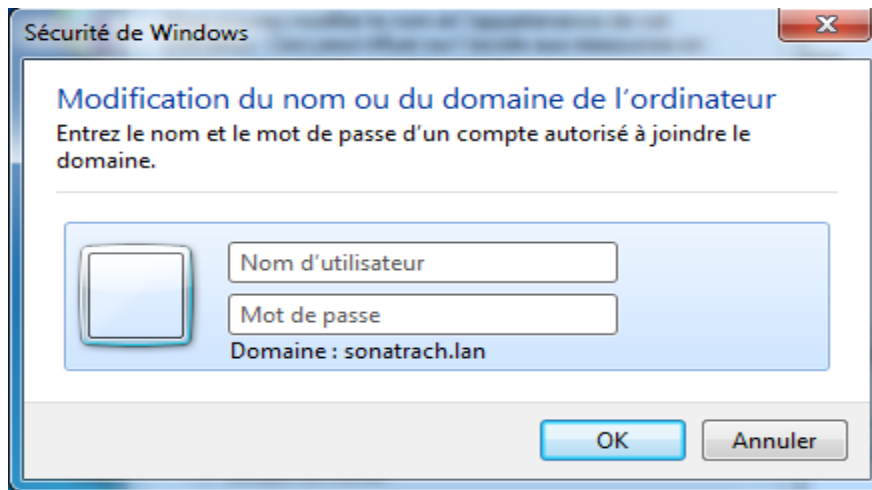 Sécurité de Windows
Modification du nom ou du domaine de l'ordinateur
Entrez le nom et le mot de passe d'un compte autorisé à joindre le
domaine.
Nom d'utilisateur
Mot de passe
Domaine : sonatrach.lan
OK
Annuler